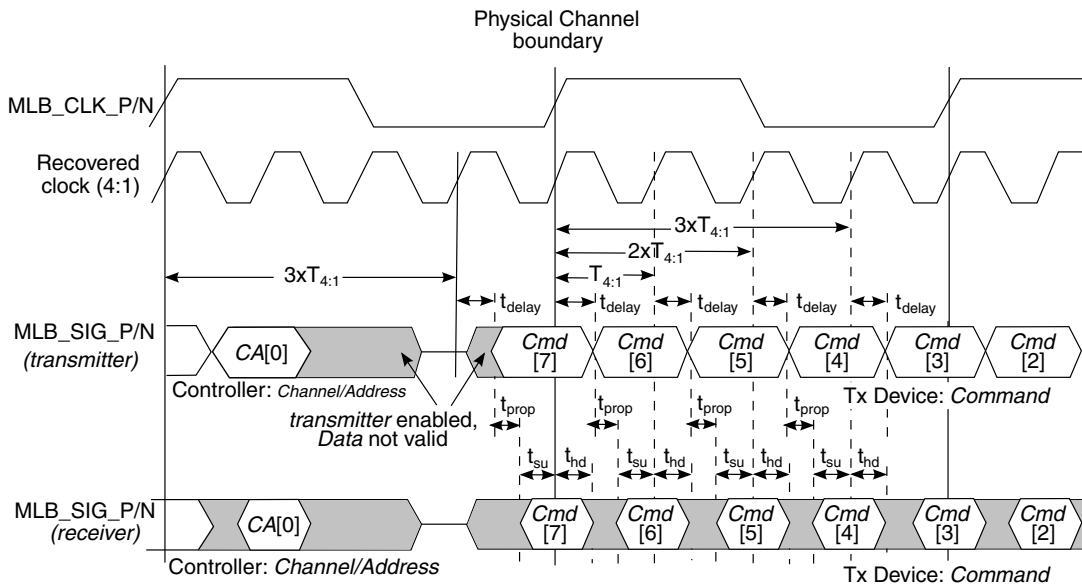 Physical Channel
boundary
MLB_CLK_P/N
Recovered
clock (4:1)
3xT4:1
2xT4:1
3xT4:1
T4:1
tdelay
tdelay
tdelay
tdelay
tdelay
MLB_SIG_P/N
(transmitter)
CA[0]
Cmd
[7]
Cmd
[6]
Cmd
[5]
Cmd
[4]
Cmd
[3]
Cmd
[2]
Controller: Channel/Address
Tx Device: Command
transmitter enabled,
Data not valid
tprop
tprop
tprop
tprop
tsu
thd
tsu
thd
tsu
thd
tsu
thd
MLB_SIG_P/N
(receiver)
CA[0]
Cmd
[7]
Cmd
[6]
Cmd
[5]
Cmd
[4]
Cmd
[3]
Cmd
[2]
Controller: Channel/Address
Tx Device: Command